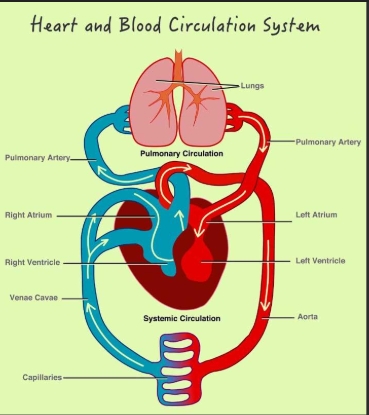 Heart and Blood Circulation System
Lungs
Pulmonary Artery
Pulmonary Circulation
Pulmonary Artery
Right Atrium
Left Atrium
Right Ventricle
Left Ventricle
Venae Cavae
Systemic Circulation
Aorta
Capillaries